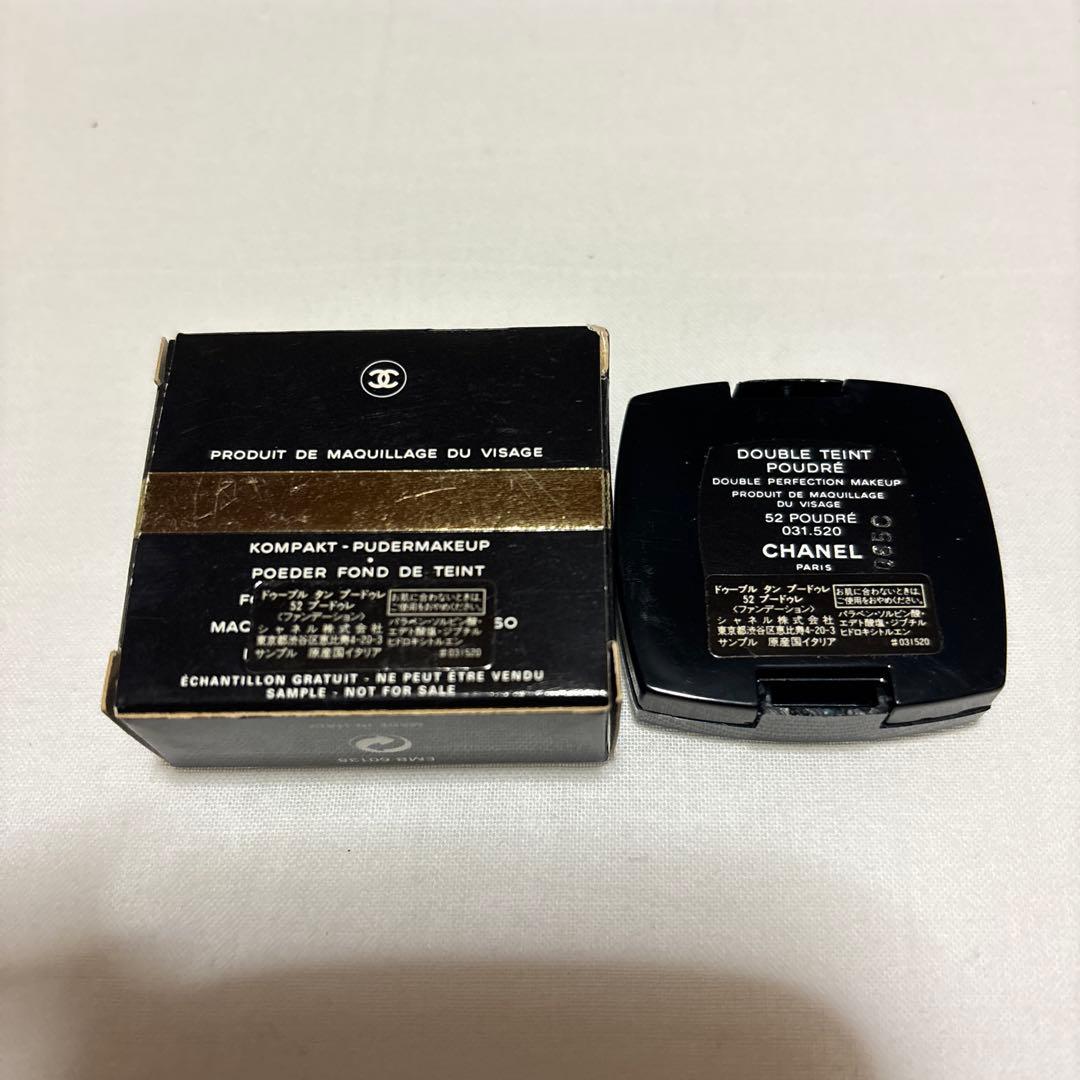 PRODUIT DE MAQUILLAGE DU VISAGE
KOMPAKT - PUDERMAKEUP
POEDER FOND DE TEINT
MAC SO
ドゥーブル タン プードゥレ
52 プードゥレ
〈ファンデーション〉
シャネル株式会社
東京都渋谷区恵比寿4-20-3
サンプル 原産国イタリア
お肌に合わないときは、
ご使用をおやめください。
パラベン・ソルビン酸・
エデト酸塩・ジブチル
ヒドロキシトルエン
#031520
ÉCHANTILLON GRATUIT - NE PEUT ÊTRE VENDU
SAMPLE - NOT FOR SALE
EMB 60135
DOUBLE TEINT
POUDRÉ
DOUBLE PERFECTION MAKEUP
PRODUIT DE MAQUILLAGE
DU VISAGE
52 POUDRÉ
031.520
CHANEL
PARIS
ドゥーブル タン プードゥレ
52 プードゥレ
〈ファンデーション〉
シャネル株式会社
東京都渋谷区恵比寿4-20-3
サンプル 原産国イタリア
お肌に合わないときは、
ご使用をおやめください。
パラベン・ソルビン酸・
エデト酸塩・ジブチル
ヒドロキシトルエン
#031520